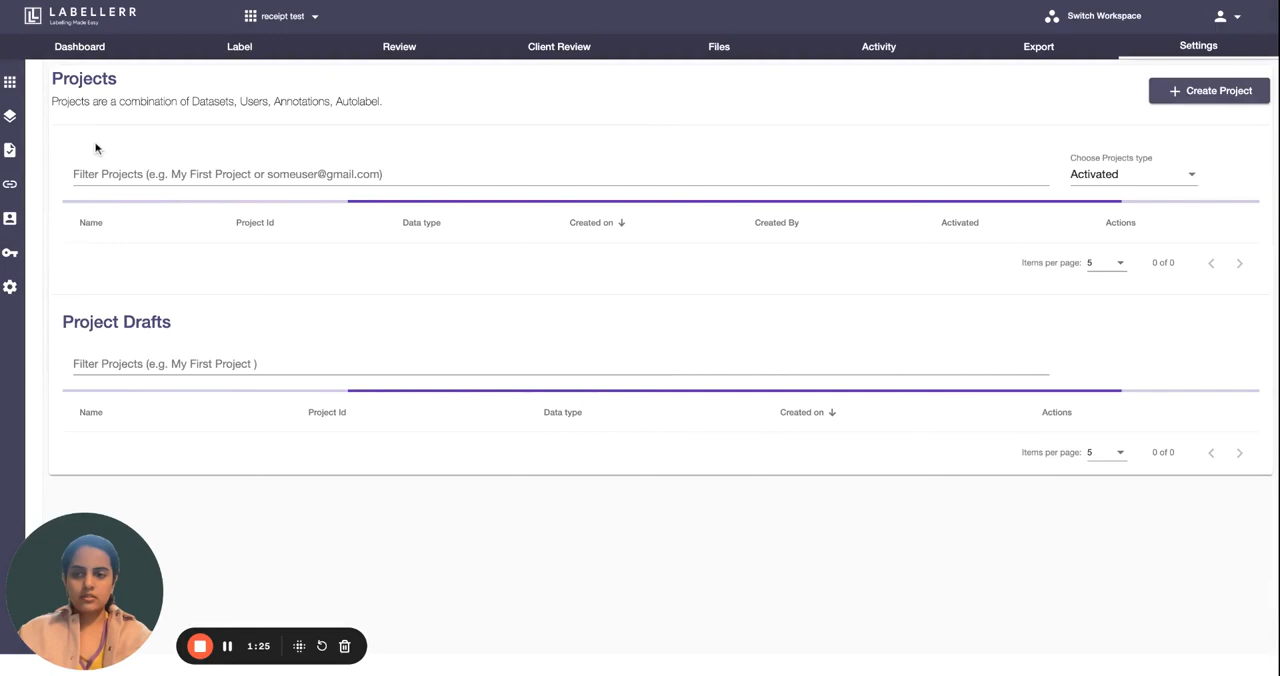 LABELLERR
Labelling Made Easy
receipt test
Switch Workspace
Dashboard Label Review Client Review Files Activity Export Settings
Projects
Projects are a combination of Datasets, Users, Annotations, Autolabel.
+ Create Project
Filter Projects (e.g. My First Project or someuser@gmail.com)
Choose Projects type
Activated
Name Project Id Data type Created on ↓ Created By Activated Actions
Items per page: 5 0 of 0
Project Drafts
Filter Projects (e.g. My First Project )
Name Project Id Data type Created on ↓ Actions
Items per page: 5 0 of 0
1:25